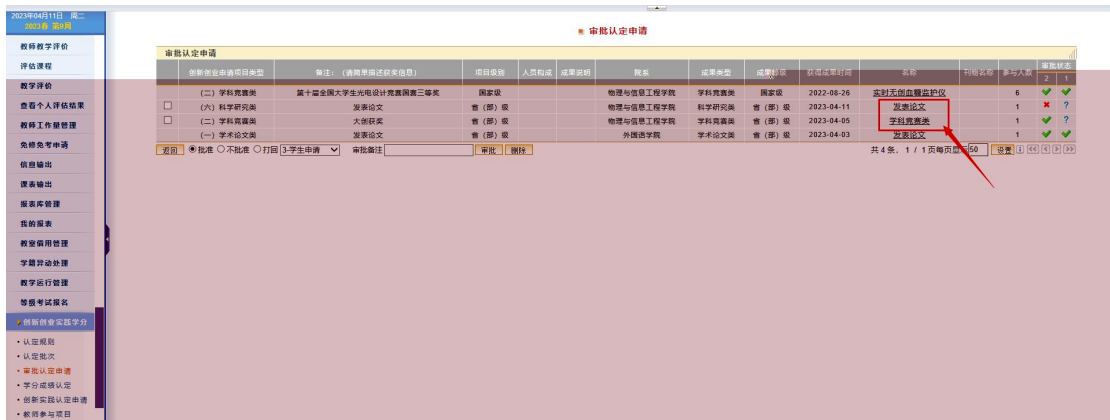 2023年04月11日 周二
2023春 第9周
教师教学评价
评估课程
教学评价
查看个人评估结果
教师工作量管理
免修免考申请
信息输出
课表输出
报表库管理
我的报表
教室借用管理
学籍异动处理
教学运行管理
等级考试报名
创新创业实践学分
• 认定规则
• 认定批次
• 审批认定申请
• 学分成绩认定
• 创新实践认定申请
• 教师参与项目
审批认定申请
审批认定申请
创新创业申请项目类型 备注：（请简单描述获奖信息） 项目级别 人员构成 成果说明 院系 成果类型 成果等级 获得成果时间 名称 刊物名称 参与人数 审批状态
2 1
（二）学科竞赛类 第十届全国大学生光电设计竞赛国赛三等奖 国家级 物理与信息工程学院 学科竞赛类 国家级 2022-08-26 实时无创血糖监护仪 6
（六）科学研究类 发表论文 省（部）级 物理与信息工程学院 科学研究类 省（部）级 2023-04-11 发表论文 1 ?
（二）学科竞赛类 大创获奖 省（部）级 物理与信息工程学院 学科竞赛类 省（部）级 2023-04-05 学科竞赛类 1 ?
（一）学术论文类 发表论文 省（部）级 外国语学院 学术论文类 省（部）级 2023-04-03 发表论文 1
返回 批准 不批准 打回 3-学生申请 审批备注 审批 删除 共4条，1 / 1页每页 50 设置